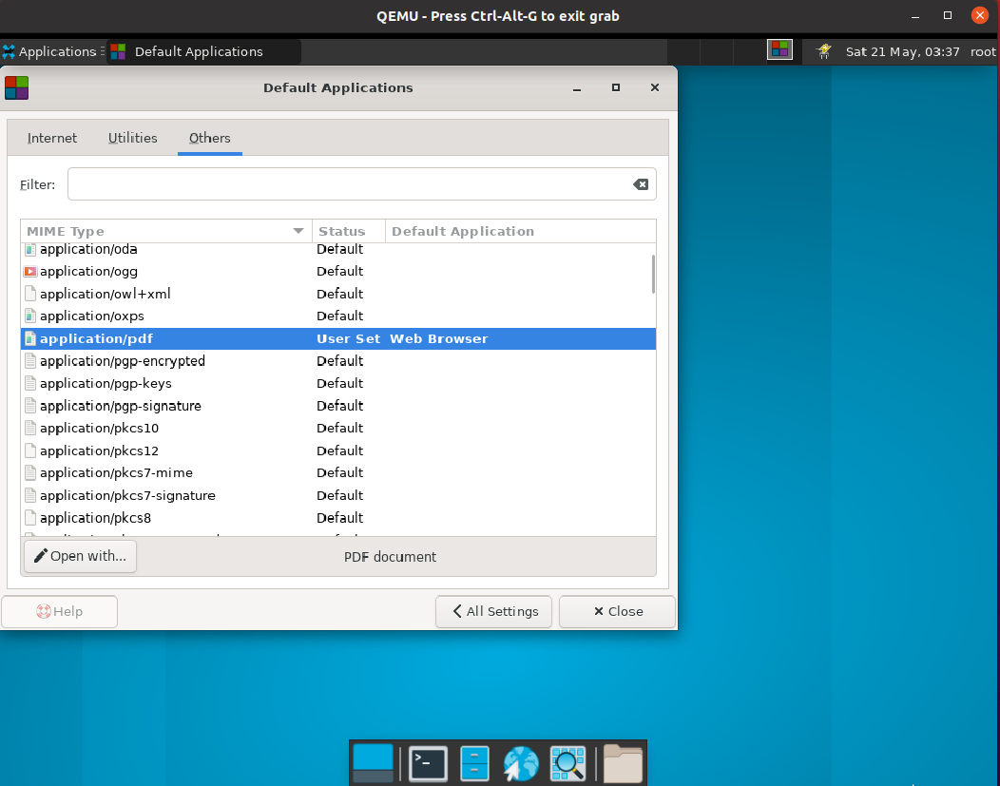 QEMU - Press Ctrl-Alt-G to exit grab
Applications Default Applications Sat 21 May, 03:37 root
Default Applications
Internet Utilities Others
Filter:
MIME Type Status Default Application
application/oda Default
application/ogg Default
application/owl+xml Default
application/oxps Default
application/pdf User Set Web Browser
application/pgp-encrypted Default
application/pgp-keys Default
application/pgp-signature Default
application/pkcs10 Default
application/pkcs12 Default
application/pkcs7-mime Default
application/pkcs7-signature Default
application/pkcs8 Default
Open with... PDF document
Help All Settings Close